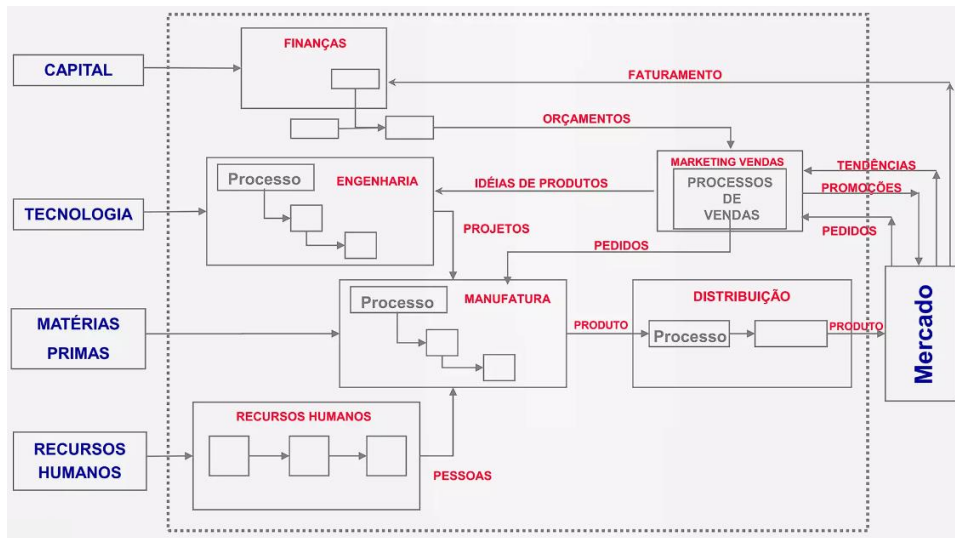 FINANÇAS
CAPITAL
FATURAMENTO
ORÇAMENTOS
MARKETING VENDAS
PROCESSOS
DE
VENDAS
TENDÊNCIAS
PROMOÇÕES
PEDIDOS
Processo
ENGENHARIA
IDÉIAS DE PRODUTOS
TECNOLOGIA
PROJETOS
PEDIDOS
Processo
MANUFATURA
DISTRIBUIÇÃO
MATÉRIAS
PRIMAS
PRODUTO
Processo
PRODUTO
Mercado
RECURSOS HUMANOS
RECURSOS
HUMANOS
PESSOAS